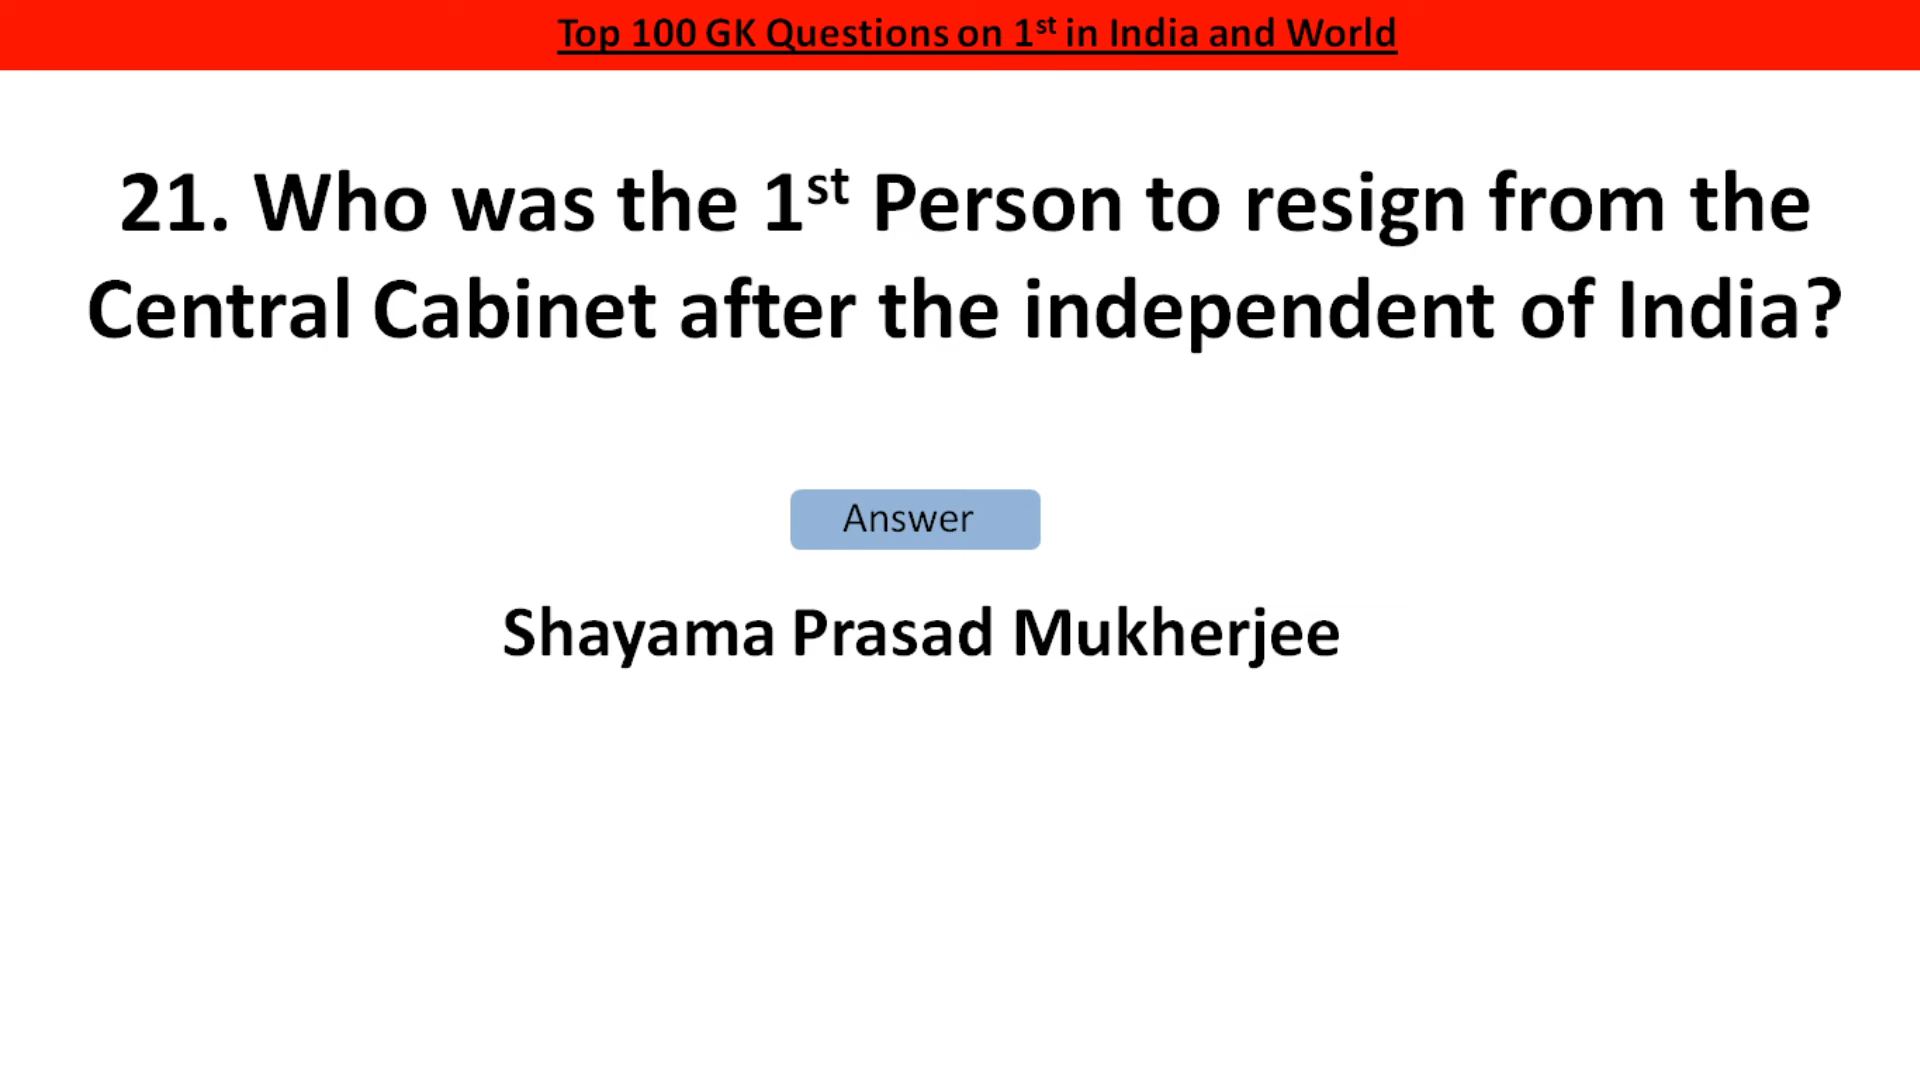 Top 100 GK Questions on 1st in India and World
21. Who was the 1st Person to resign from the
Central Cabinet after the independent of India?
Answer
Shayama Prasad Mukherjee